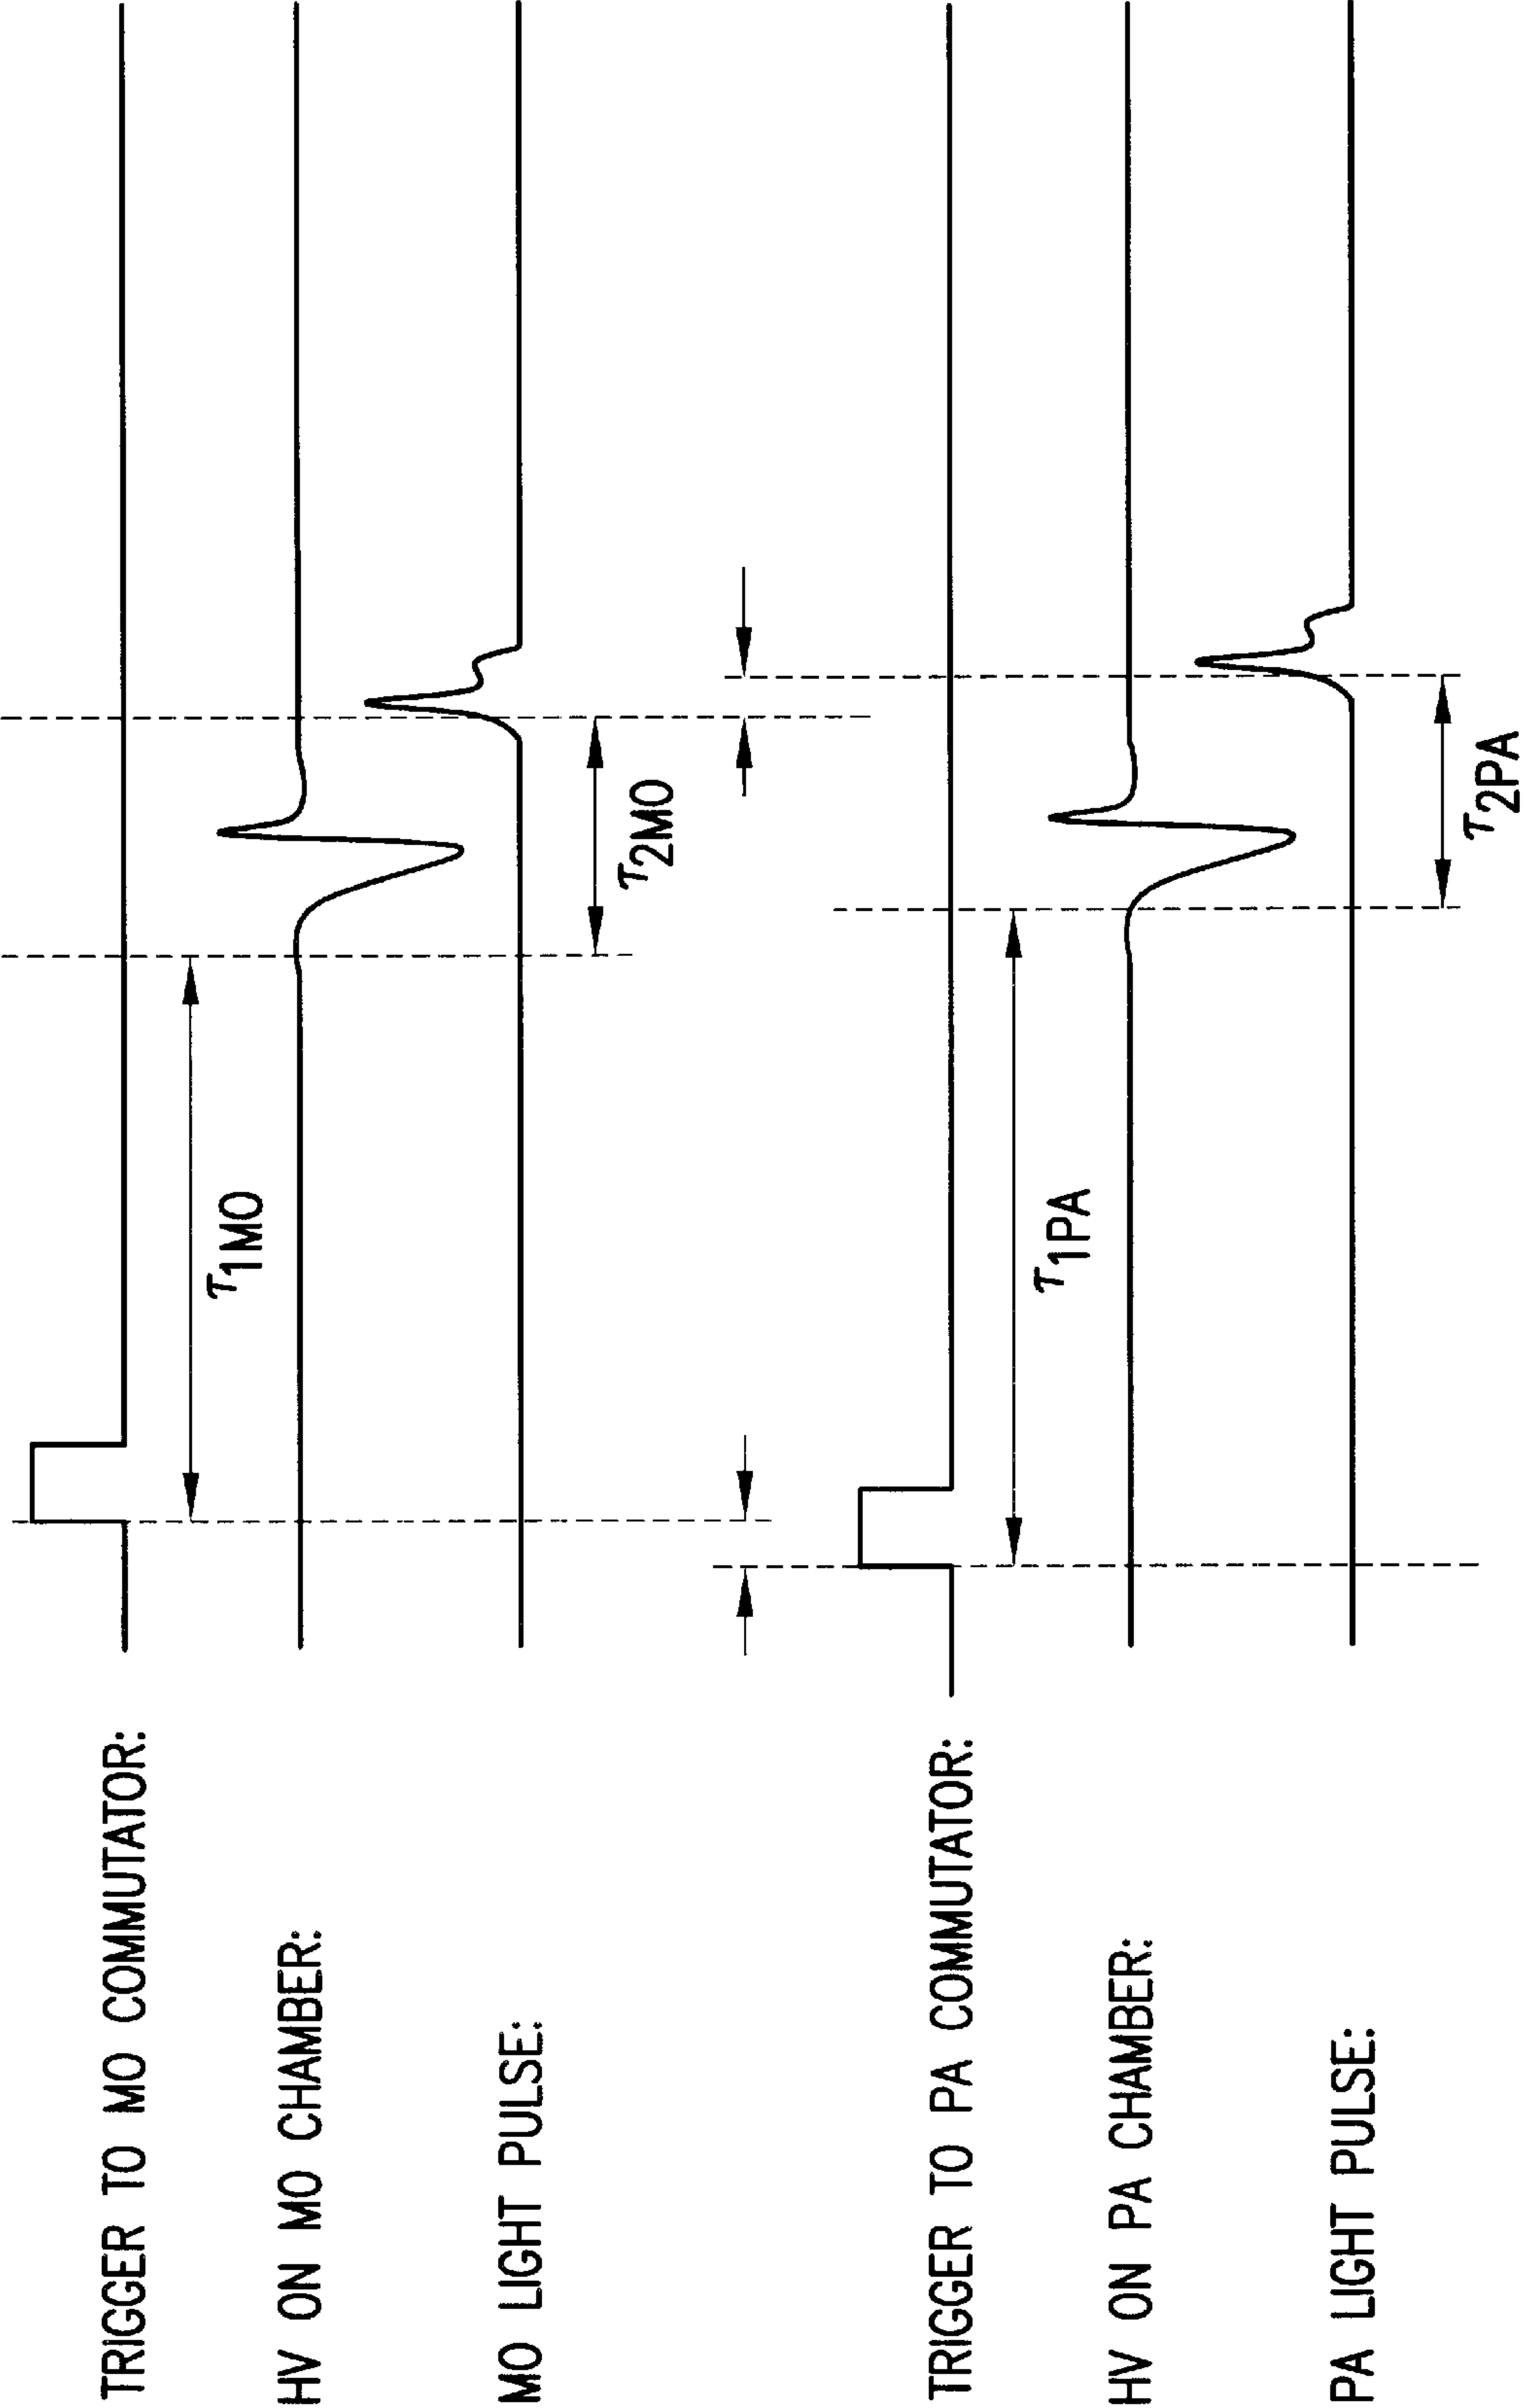 TRIGGER TO MO COMMUTATOR:
τ1MO
HV ON MO CHAMBER:
MO LIGHT PULSE:
τ2MO
TRIGGER TO PA COMMUTATOR:
τ1PA
HV ON PA CHAMBER:
PA LIGHT PULSE:
τ2PA